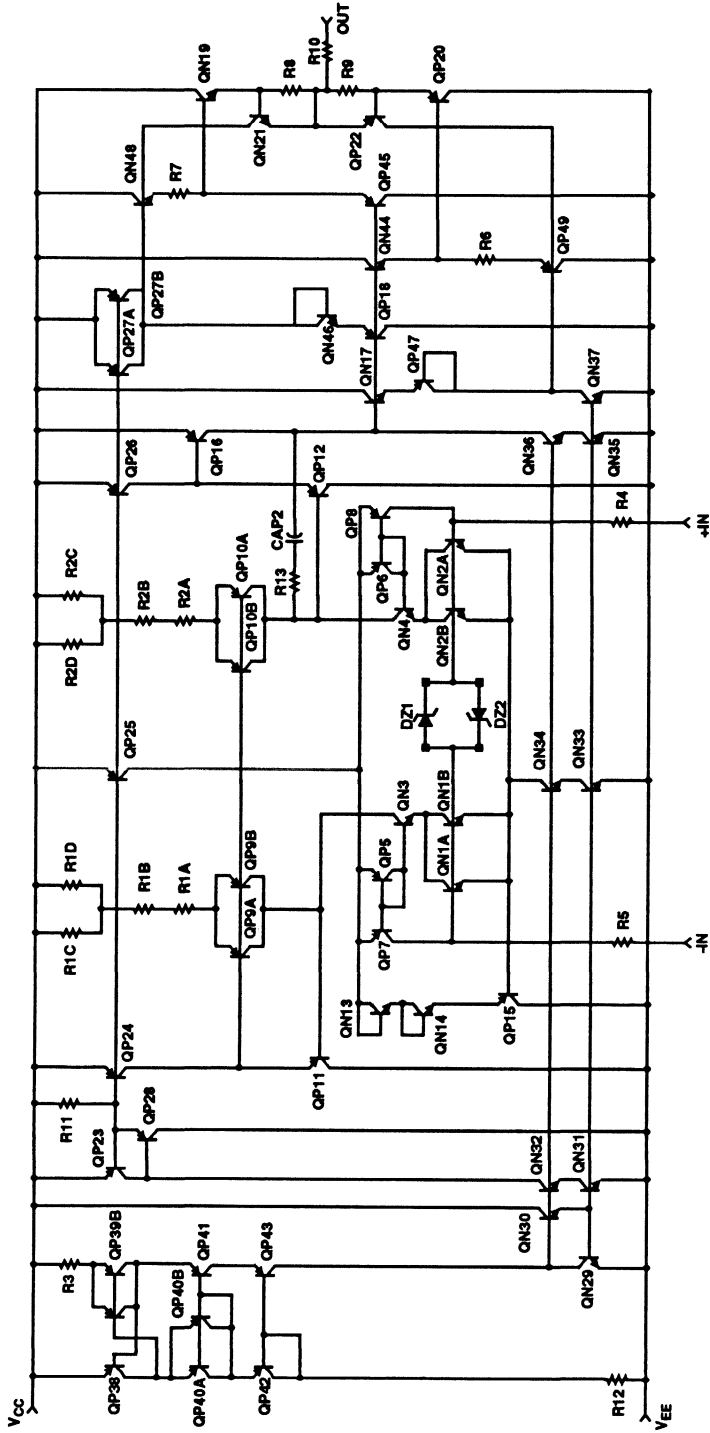 VCC
VEE
R3
QP38
QP39B
QP40A
QP40B
QP41
QP42
QP43
R12
QN30
QN29
QP23
R11
QP28
QP24
QN32
QN31
R1C
R1D
R1B
R1A
QP9A
QP9B
QP11
QN13
QN14
QP15
QP7
QP5
QN3
QN1A
QN1B
R5
-IN
QP25
DZ1
DZ2
QN34
QN33
R2D
R2C
R2B
R2A
QP10B
QP10A
R13
CAP2
QP12
QP6
QP8
QN4
QN2B
QN2A
R4
+IN
QP26
QP16
QN36
QN35
QP27A
QP27B
QN17
QP47
QN37
QN46
QP18
QN44
R6
QP49
QN48
R7
QP45
QN19
QN21
QP22
R8
R9
R10
OUT
QP20